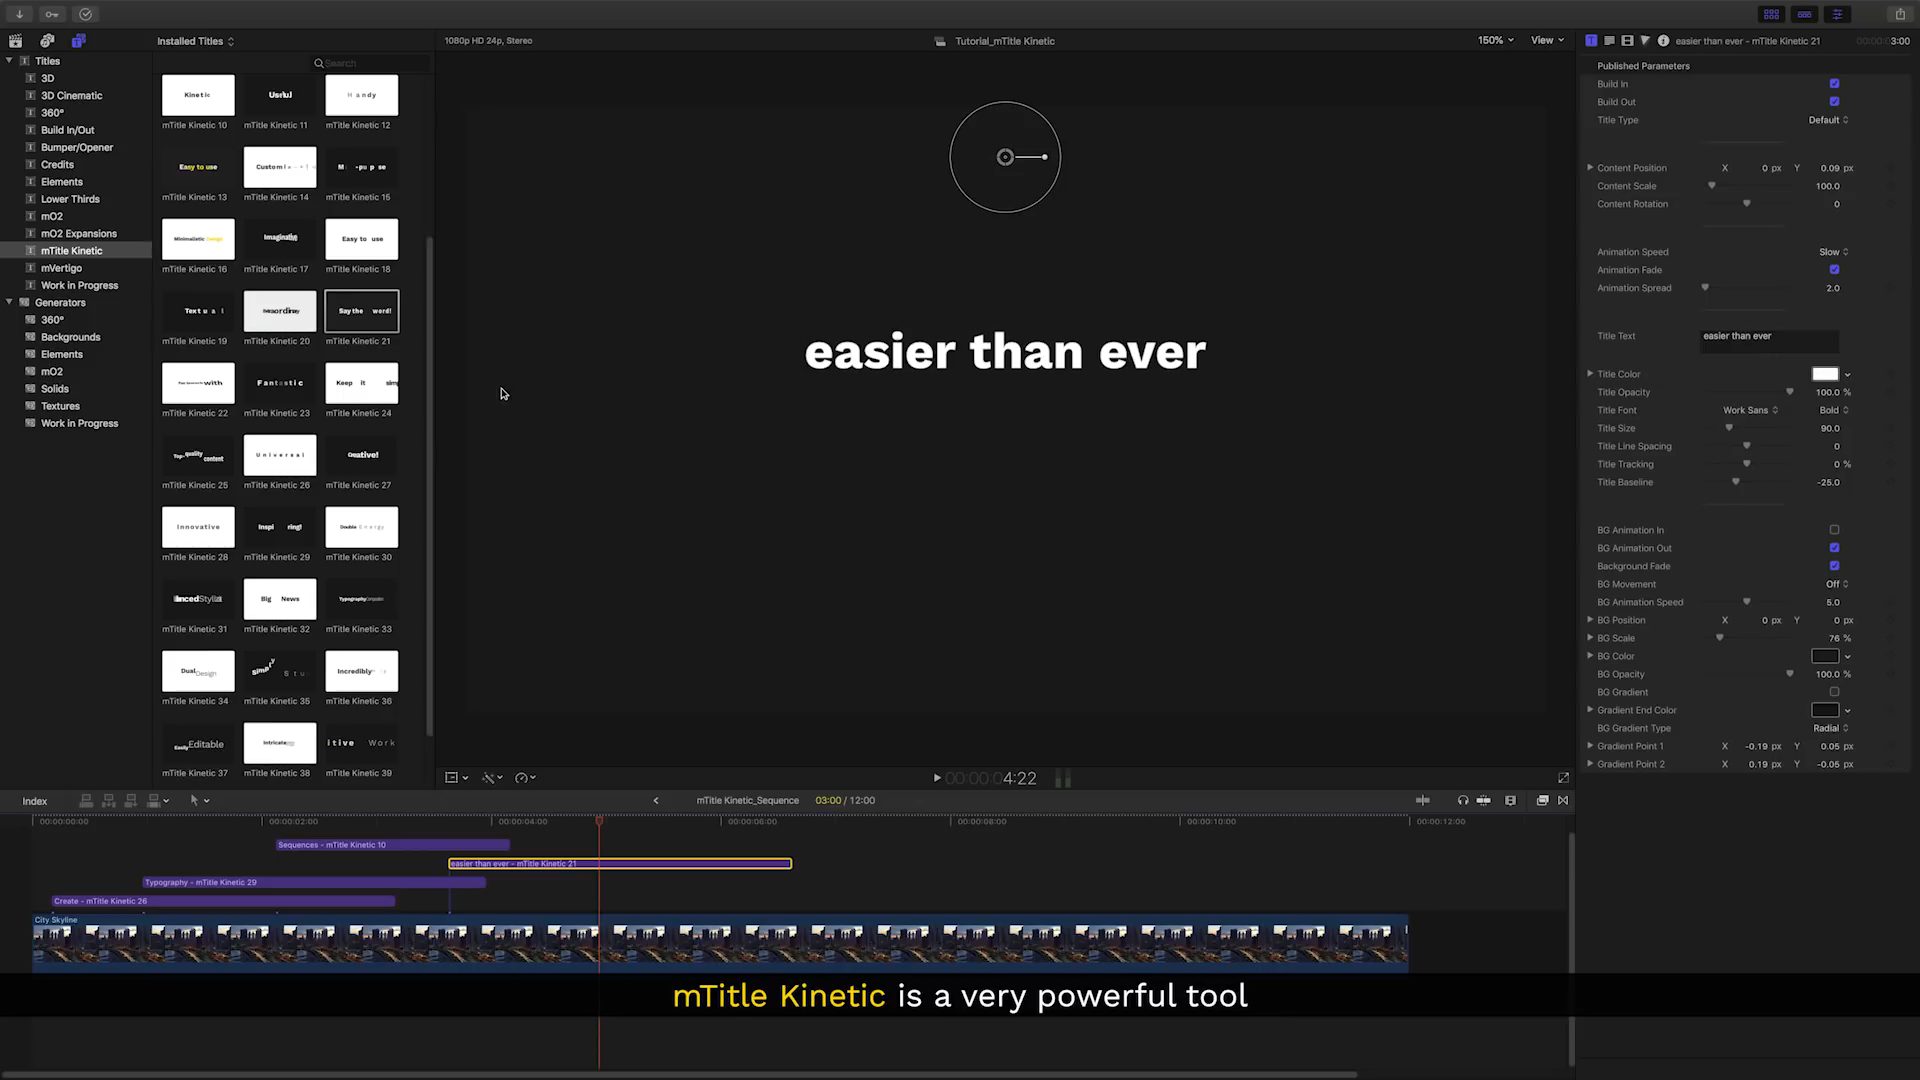 Installed Titles
1080p HD 24p, Stereo
Tutorial_mTitle Kinetic
150%
View
easier than ever - mTitle Kinetic 21
00:00:03:00
Titles
3D
3D Cinematic
360°
Build In/Out
Bumper/Opener
Credits
Elements
Lower Thirds
mO2
mO2 Expansions
mTitle Kinetic
mVertigo
Work in Progress
Generators
360°
Backgrounds
Elements
mO2
Solids
Textures
Work in Progress
Search
Kinetic
Useful
Handy
mTitle Kinetic 10
mTitle Kinetic 11
mTitle Kinetic 12
Easy to use
mTitle Kinetic 13
mTitle Kinetic 14
mTitle Kinetic 15
Minimalistic Design
Imaginative
Easy to use
mTitle Kinetic 16
mTitle Kinetic 17
mTitle Kinetic 18
Textual
Say the word!
mTitle Kinetic 19
mTitle Kinetic 20
mTitle Kinetic 21
with
Fantastic
Keep it
mTitle Kinetic 22
mTitle Kinetic 23
mTitle Kinetic 24
Top-quality content
Universal
Creative!
mTitle Kinetic 25
mTitle Kinetic 26
mTitle Kinetic 27
Innovative
Inspi ring!
Double Energy
mTitle Kinetic 28
mTitle Kinetic 29
mTitle Kinetic 30
Big News
mTitle Kinetic 31
mTitle Kinetic 32
mTitle Kinetic 33
Dual Design
simply Stu
Incredibly
mTitle Kinetic 34
mTitle Kinetic 35
mTitle Kinetic 36
Easily Editable
itive Work
mTitle Kinetic 37
mTitle Kinetic 38
mTitle Kinetic 39
easier than ever
00:00:04:22
Published Parameters
Build In
Build Out
Title Type Default
Content Position X 0 px Y 0.09 px
Content Scale 100.0
Content Rotation 0
Animation Speed Slow
Animation Fade
Animation Spread 2.0
Title Text easier than ever
Title Color
Title Opacity 100.0 %
Title Font Work Sans Bold
Title Size 90.0
Title Line Spacing 0
Title Tracking 0 %
Title Baseline -25.0
BG Animation In
BG Animation Out
Background Fade
BG Movement Off
BG Animation Speed 5.0
BG Position X 0 px Y 0 px
BG Scale 76 %
BG Color
BG Opacity 100.0 %
BG Gradient
Gradient End Color
BG Gradient Type Radial
Gradient Point 1 X -0.19 px Y 0.05 px
Gradient Point 2 X 0.19 px Y -0.05 px
Index
mTitle Kinetic_Sequence
03:00 / 12:00
00:00:00:00
00:00:02:00
00:00:04:00
00:00:06:00
00:00:08:00
00:00:10:00
00:00:12:00
Sequences - mTitle Kinetic 10
easier than ever - mTitle Kinetic 21
Typography - mTitle Kinetic 29
Create - mTitle Kinetic 26
City Skyline
mTitle Kinetic is a very powerful tool